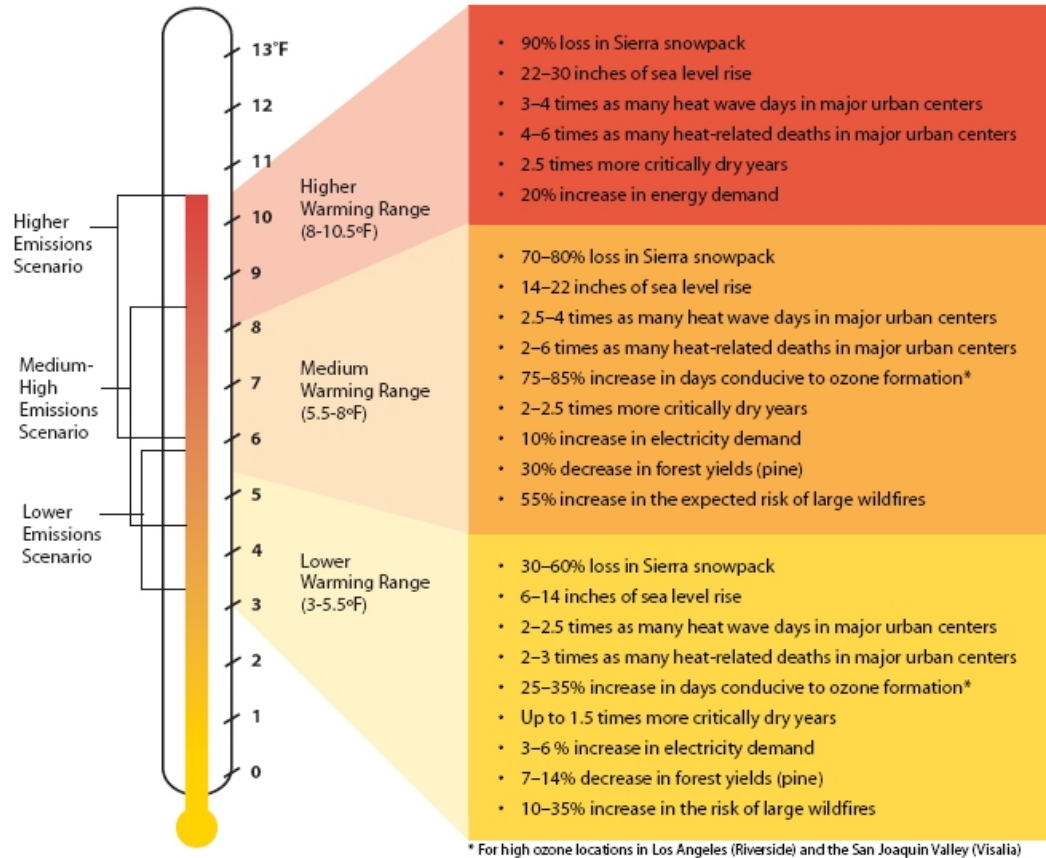 13°F
12
11
10
9
8
7
6
5
4
3
2
1
0
Higher
Emissions
Scenario
Medium-
High
Emissions
Scenario
Lower
Emissions
Scenario
Higher
Warming Range
(8-10.5ºF)
Medium
Warming Range
(5.5-8ºF)
Lower
Warming Range
(3-5.5ºF)
• 90% loss in Sierra snowpack
• 22–30 inches of sea level rise
• 3–4 times as many heat wave days in major urban centers
• 4–6 times as many heat-related deaths in major urban centers
• 2.5 times more critically dry years
• 20% increase in energy demand
• 70–80% loss in Sierra snowpack
• 14–22 inches of sea level rise
• 2.5–4 times as many heat wave days in major urban centers
• 2–6 times as many heat-related deaths in major urban centers
• 75–85% increase in days conducive to ozone formation*
• 2–2.5 times more critically dry years
• 10% increase in electricity demand
• 30% decrease in forest yields (pine)
• 55% increase in the expected risk of large wildfires
• 30–60% loss in Sierra snowpack
• 6–14 inches of sea level rise
• 2–2.5 times as many heat wave days in major urban centers
• 2–3 times as many heat-related deaths in major urban centers
• 25–35% increase in days conducive to ozone formation*
• Up to 1.5 times more critically dry years
• 3–6 % increase in electricity demand
• 7–14% decrease in forest yields (pine)
• 10–35% increase in the risk of large wildfires
* For high ozone locations in Los Angeles (Riverside) and the San Joaquin Valley (Visalia)